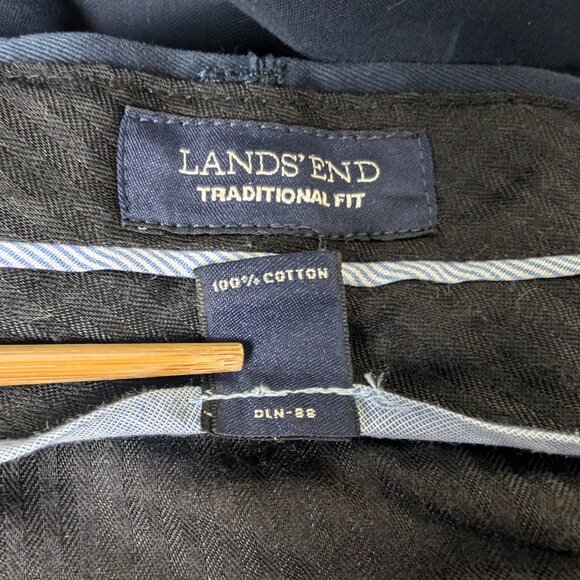 LANDS' END
TRADITIONAL FIT
100% COTTON
DLN-88